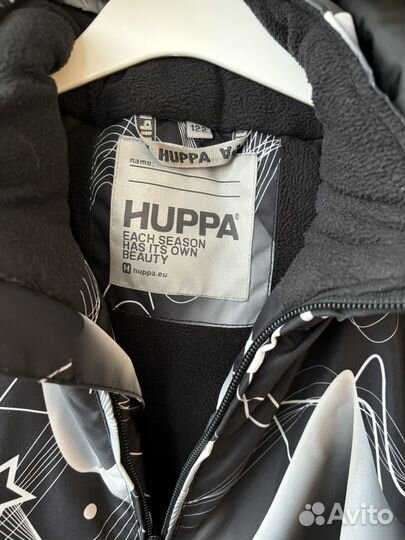 122
HUPPA
name:
HUPPA®
EACH SEASON
HAS ITS OWN
BEAUTY
H huppa.eu
Avito